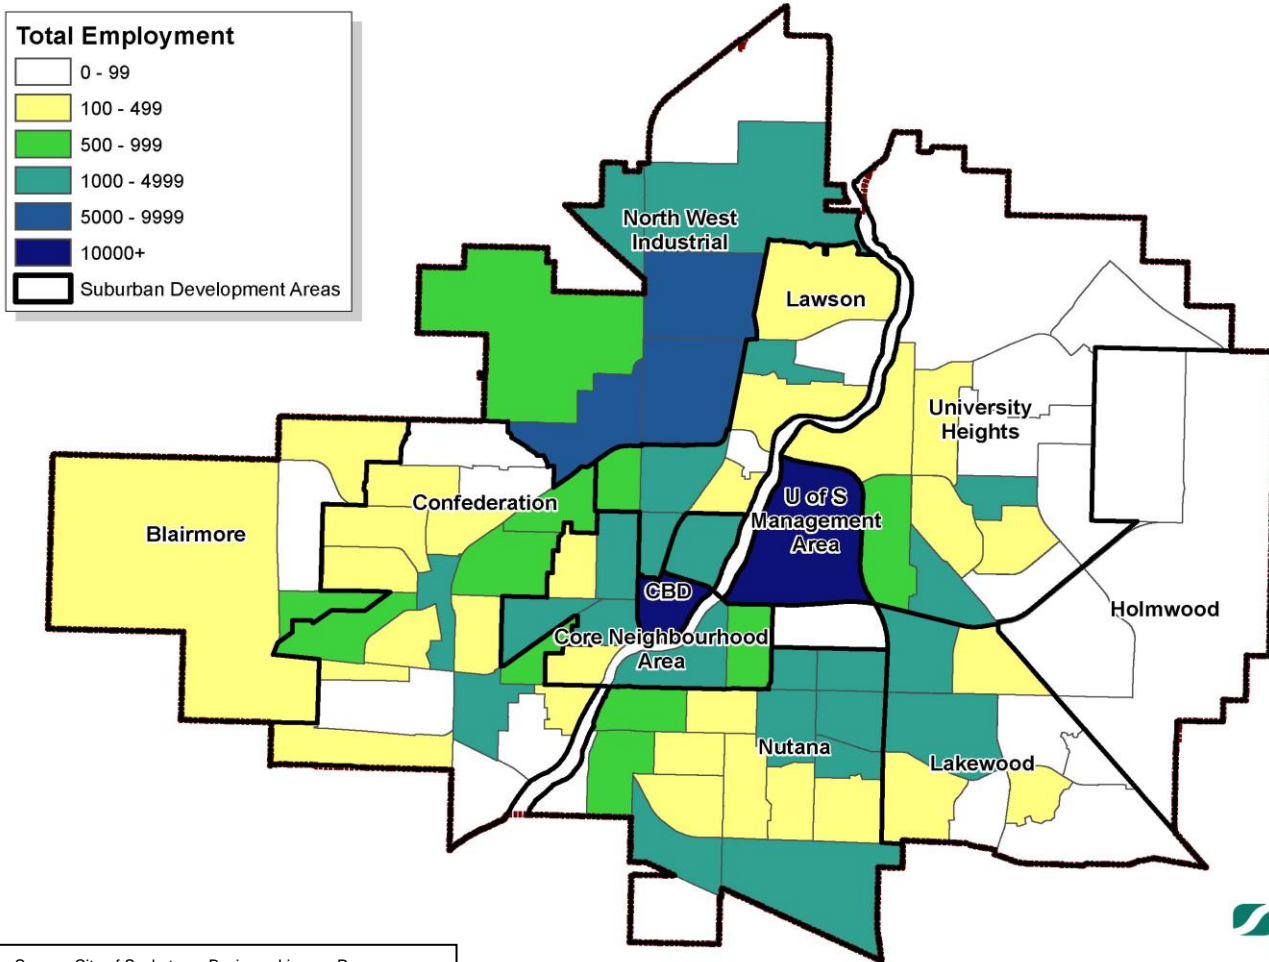 Total Employment
0 - 99
100 - 499
500 - 999
1000 - 4999
5000 - 9999
10000+
Suburban Development Areas
North West
Industrial
Lawson
University
Heights
Confederation
U of S
Management
Area
Blairmore
CBD
Holmwood
Core Neighbourhood
Area
Nutana
Lakewood